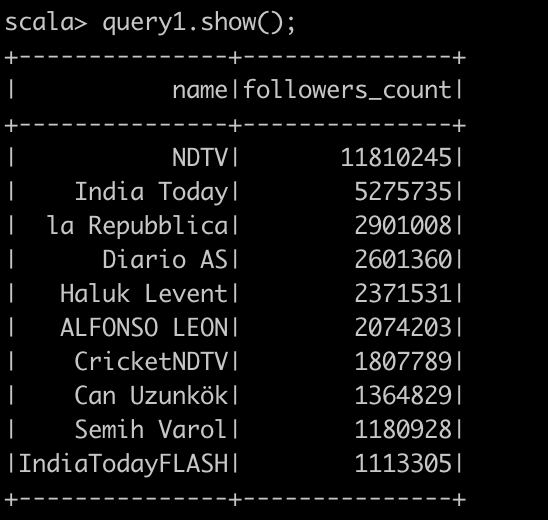 scala> query1.show();
+---------------+---------------+
|           name|followers_count|
+---------------+---------------+
|           NDTV|       11810245|
|    India Today|        5275735|
|  la Repubblica|        2901008|
|      Diario AS|        2601360|
|   Haluk Levent|        2371531|
|   ALFONSO LEON|        2074203|
|    CricketNDTV|        1807789|
|    Can Uzunkök|        1364829|
|    Semih Varol|        1180928|
|IndiaTodayFLASH|        1113305|
+---------------+---------------+